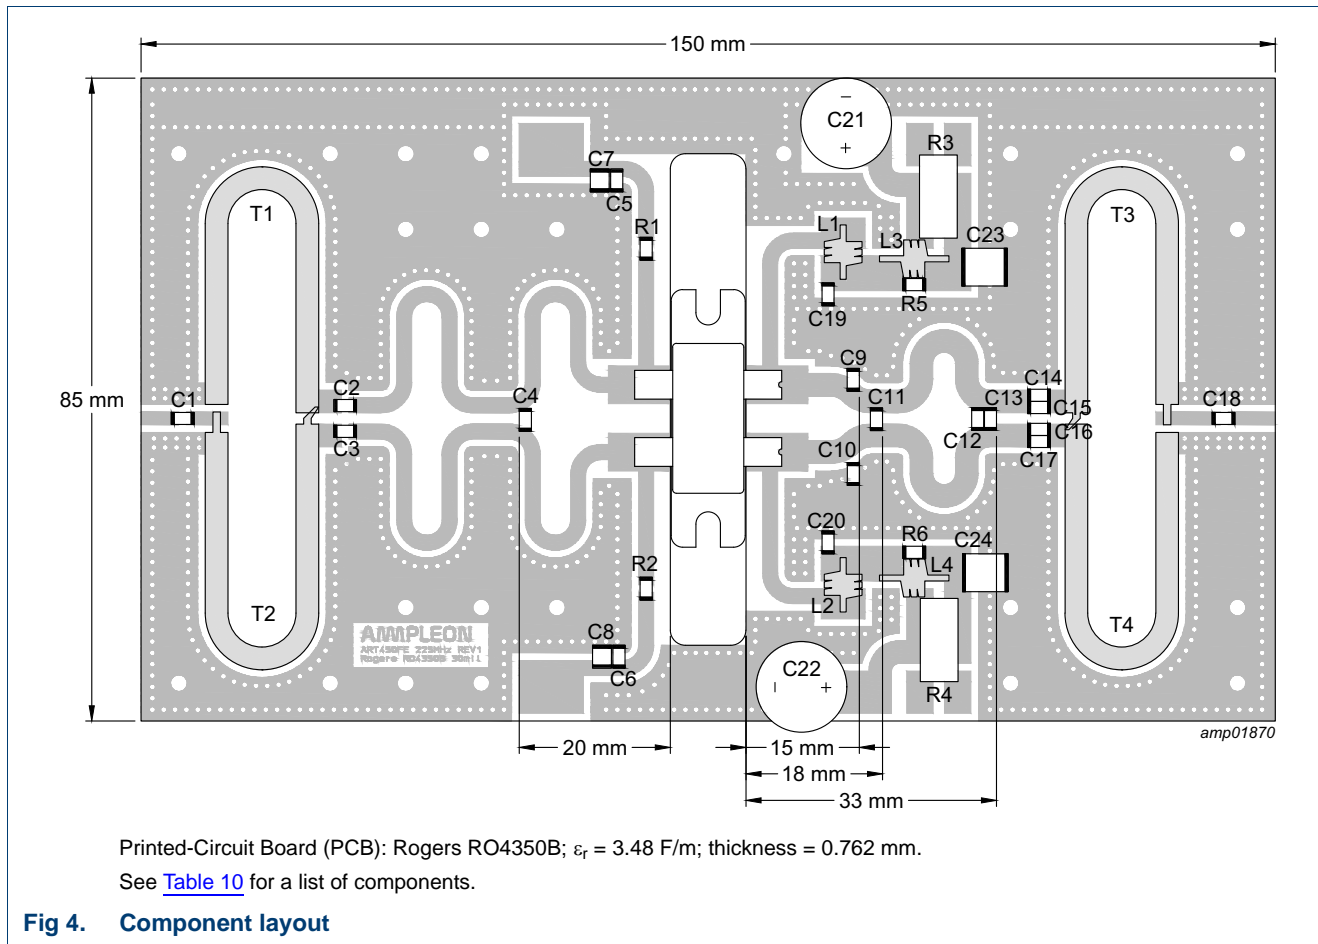 150 mm
C21
R3
C7
C5
T1
T3
R1
L1
L3
C23
R5
C19
C9
85 mm
C1
C2
C4
C11
C13
C14
C15
C18
C3
C12
C16
C17
C10
C20
R6
C24
R2
L2
L4
T2
T4
AMPLEON
ART450FE 225MHz REV1
Rogers RO4350B 30mil
C8
C6
C22
R4
amp01870
20 mm
15 mm
18 mm
33 mm
Printed-Circuit Board (PCB): Rogers RO4350B; εr = 3.48 F/m; thickness = 0.762 mm.
See Table 10 for a list of components.
Fig 4. Component layout